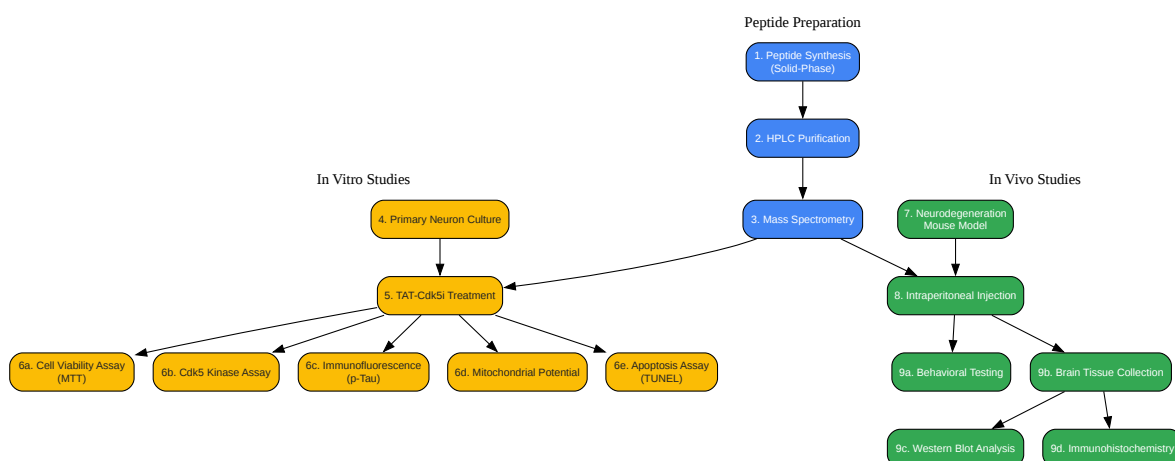 Peptide Preparation
1. Peptide Synthesis
(Solid-Phase)
2. HPLC Purification
In Vitro Studies
In Vivo Studies
4. Primary Neuron Culture
3. Mass Spectrometry
7. Neurodegeneration
Mouse Model
5. TAT-Cdk5i Treatment
8. Intraperitoneal Injection
6a. Cell Viability Assay
(MTT)
6b. Cdk5 Kinase Assay
6c. Immunofluorescence
(p-Tau)
6d. Mitochondrial Potential
6e. Apoptosis Assay
(TUNEL)
9a. Behavioral Testing
9b. Brain Tissue Collection
9c. Western Blot Analysis
9d. Immunohistochemistry